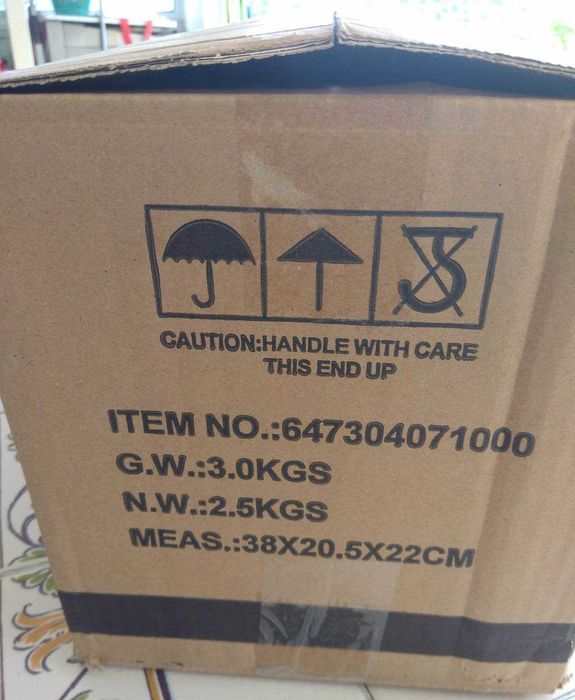 CAUTION:HANDLE WITH CARE
THIS END UP
ITEM NO.:647304071000
G.W.:3.0KGS
N.W.:2.5KGS
MEAS.:38X20.5X22CM